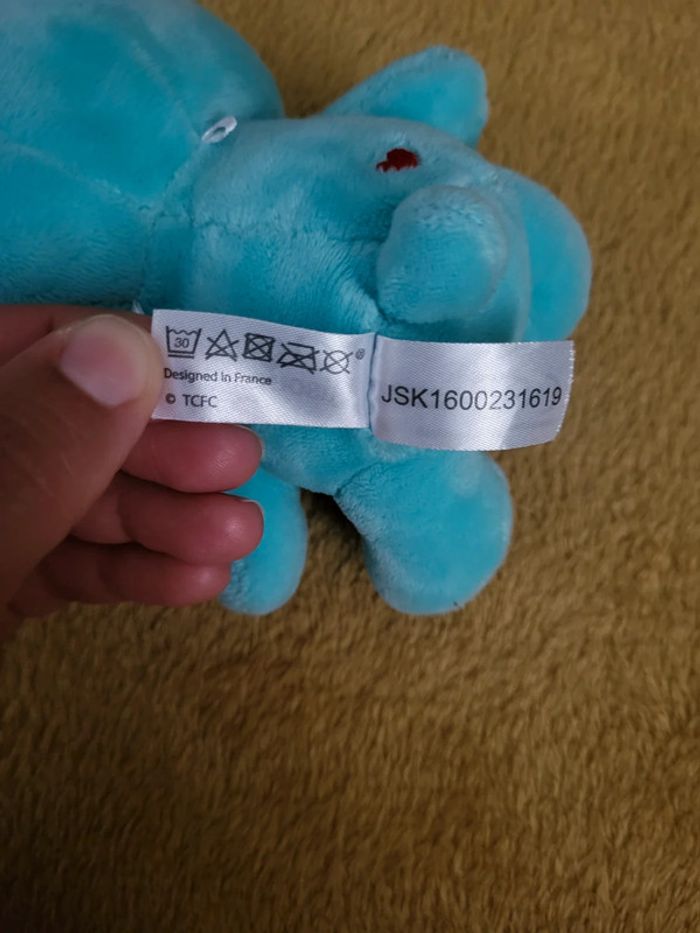 30
Designed in France
© TCFC
JSK1600231619